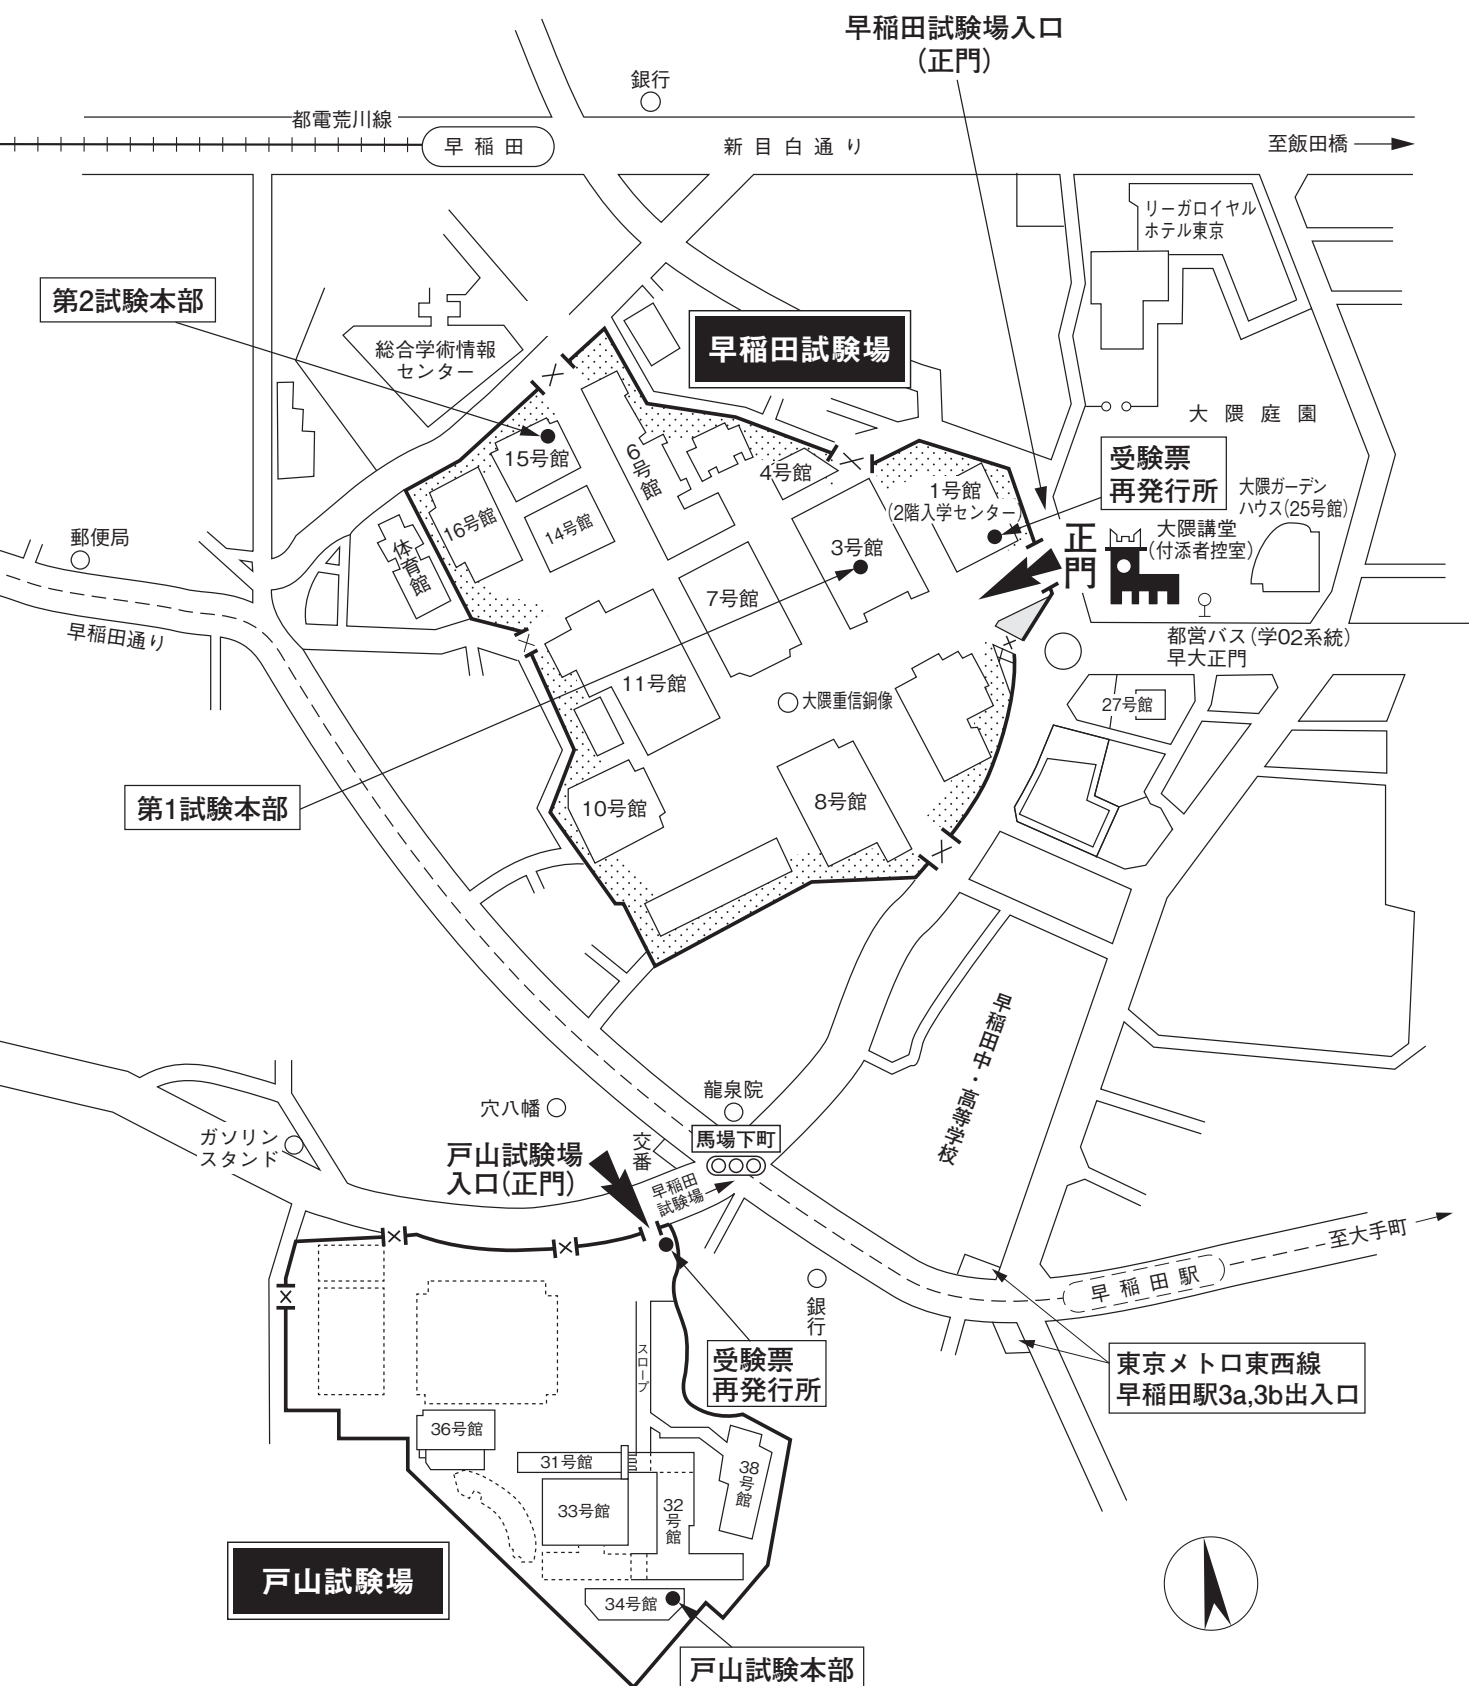 早稲田試験場入口
(正門)
銀行
都電荒川線
早稲田
新目白通り
至飯田橋
リーガロイヤル
ホテル東京
第2試験本部
総合学術情報
センター
早稲田試験場
大隈庭園
受験票
再発行所
大隈ガーデン
ハウス(25号館)
15号館
6号館
4号館
1号館
(2階入学センター)
16号館
14号館
体育館
3号館
正門
大隈講堂
(付添者控室)
郵便局
7号館
早稲田通り
都営バス(学02系統)
早大正門
11号館
大隈重信銅像
27号館
第1試験本部
10号館
8号館
早稲田中・高等学校
穴八幡
龍泉院
ガソリン
スタンド
交番
馬場下町
戸山試験場
入口(正門)
早稲田
試験場
至大手町
早稲田駅
銀行
スロープ
受験票
再発行所
東京メトロ東西線
早稲田駅3a,3b出入口
36号館
31号館
38号館
33号館
32号館
戸山試験場
34号館
戸山試験本部